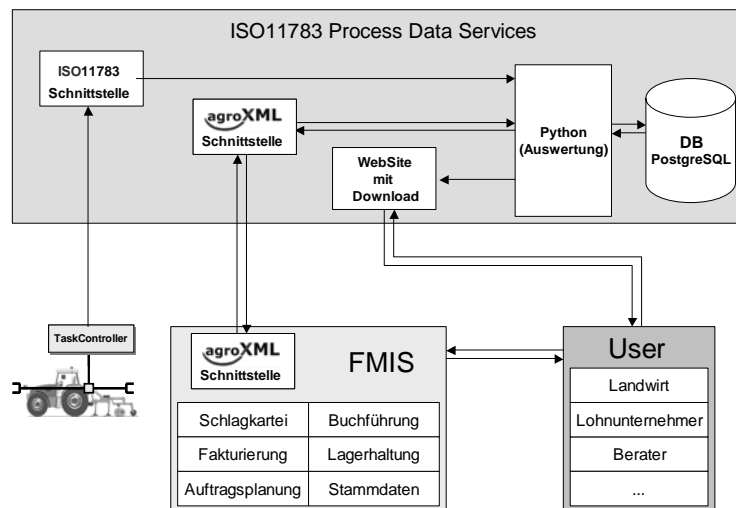 ISO11783 Process Data Services
ISO11783
Schnittstelle
agroXML
Schnittstelle
WebSite
mit
Download
Python
(Auswertung)
DB
PostgreSQL
TaskController
agroXML
Schnittstelle
FMIS
Schlagkartei
Buchführung
Fakturierung
Lagerhaltung
Auftragsplanung
Stammdaten
User
Landwirt
Lohnunternehmer
Berater
...